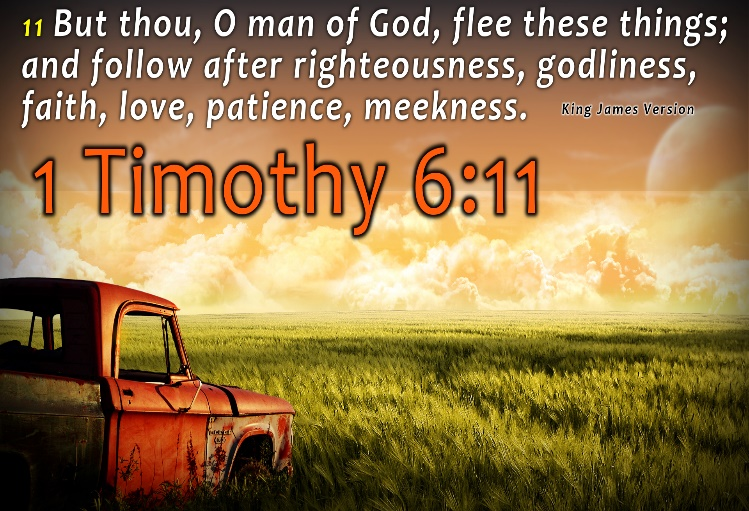 11 But thou, O man of God, flee these things;
and follow after righteousness, godliness,
faith, love, patience, meekness.
King James Version
1 Timothy 6:11